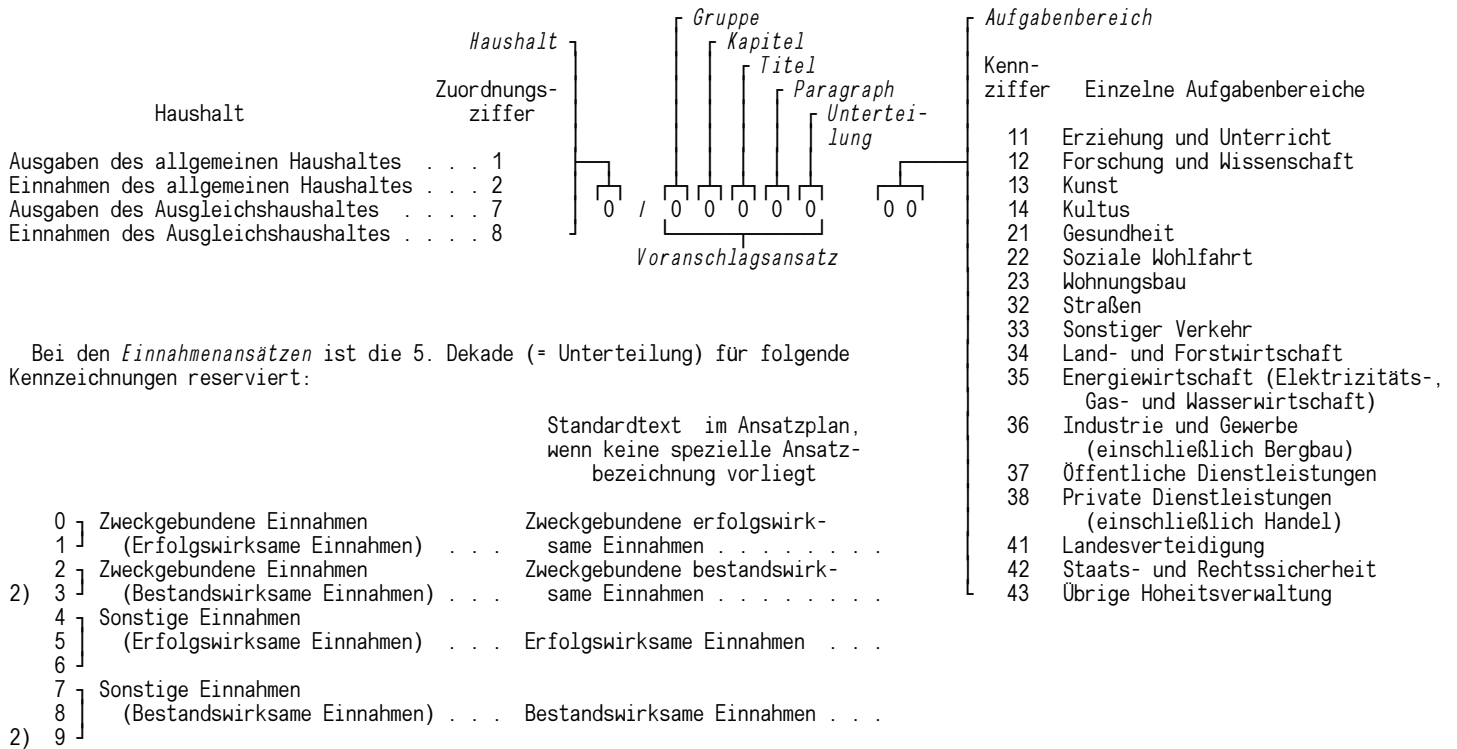 Gruppe
Haushalt
Kapitel
Titel
Paragraph
Untertei-
lung
Zuordnungs-
Haushalt ziffer
Ausgaben des allgemeinen Haushaltes . . . 1
Einnahmen des allgemeinen Haushaltes . . . 2
Ausgaben des Ausgleichshaushaltes . . . . 7
Einnahmen des Ausgleichshaushaltes . . . . 8
0 / 0 0 0 0 0 0 0
Voranschlagsansatz
Aufgabenbereich
Kenn-
ziffer Einzelne Aufgabenbereiche
11 Erziehung und Unterricht
12 Forschung und Wissenschaft
13 Kunst
14 Kultus
21 Gesundheit
22 Soziale Wohlfahrt
23 Wohnungsbau
32 Straßen
33 Sonstiger Verkehr
34 Land- und Forstwirtschaft
35 Energiewirtschaft (Elektrizitäts-,
Gas- und Wasserwirtschaft)
36 Industrie und Gewerbe
(einschließlich Bergbau)
37 Öffentliche Dienstleistungen
38 Private Dienstleistungen
(einschließlich Handel)
41 Landesverteidigung
42 Staats- und Rechtssicherheit
43 Übrige Hoheitsverwaltung
Bei den Einnahmenansätzen ist die 5. Dekade (= Unterteilung) für folgende
Kennzeichnungen reserviert:
Standardtext im Ansatzplan,
wenn keine spezielle Ansatz-
bezeichnung vorliegt
0 Zweckgebundene Einnahmen Zweckgebundene erfolgswirk-
1 (Erfolgswirksame Einnahmen) . . . same Einnahmen . . . . . . . .
2 Zweckgebundene Einnahmen Zweckgebundene bestandswirk-
2) 3 (Bestandswirksame Einnahmen) . . . same Einnahmen . . . . . . . .
4 Sonstige Einnahmen
5 (Erfolgswirksame Einnahmen) . . . Erfolgswirksame Einnahmen . . .
6
7 Sonstige Einnahmen
8 (Bestandswirksame Einnahmen) . . . Bestandswirksame Einnahmen . . .
2) 9